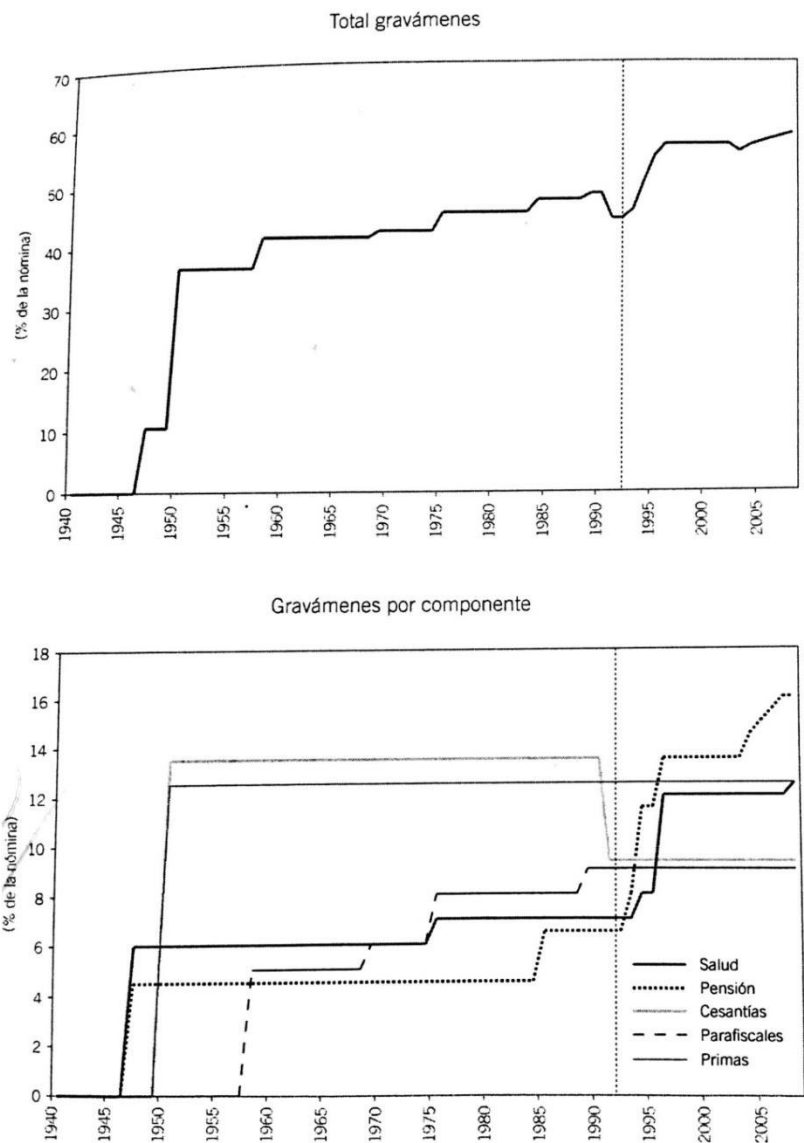 Total gravámenes
70
60
50
40
30
20
10
0
(% de la nómina)
1940 1945 1950 1955 1960 1965 1970 1975 1980 1985 1990 1995 2000 2005
Gravámenes por componente
18
16
14
12
10
8
6
4
2
0
(% de la nómina)
Salud
Pensión
Cesantías
Parafiscales
Primas
1940 1945 1950 1955 1960 1965 1970 1975 1980 1985 1990 1995 2000 2005